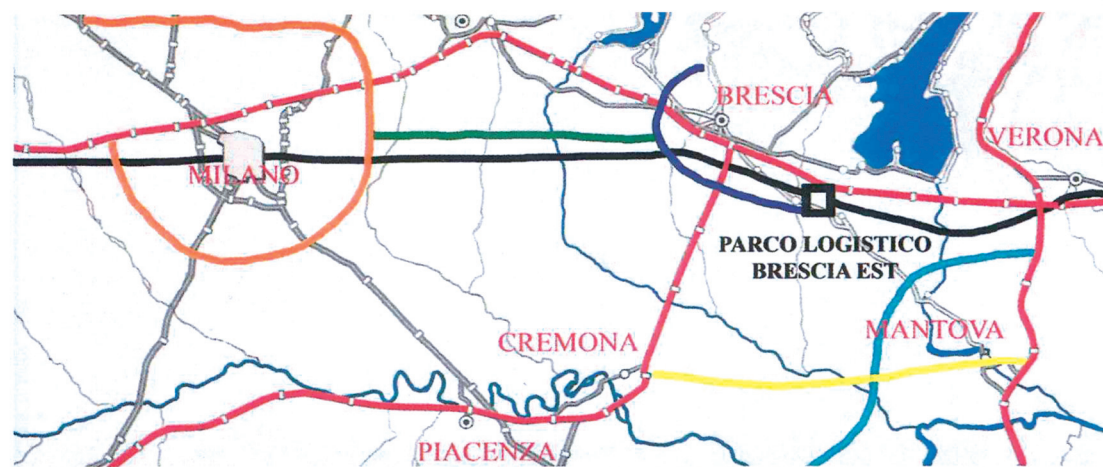 BRESCIA
VERONA
MILANO
PARCO LOGISTICO
BRESCIA EST
CREMONA
MANTOVA
PIACENZA